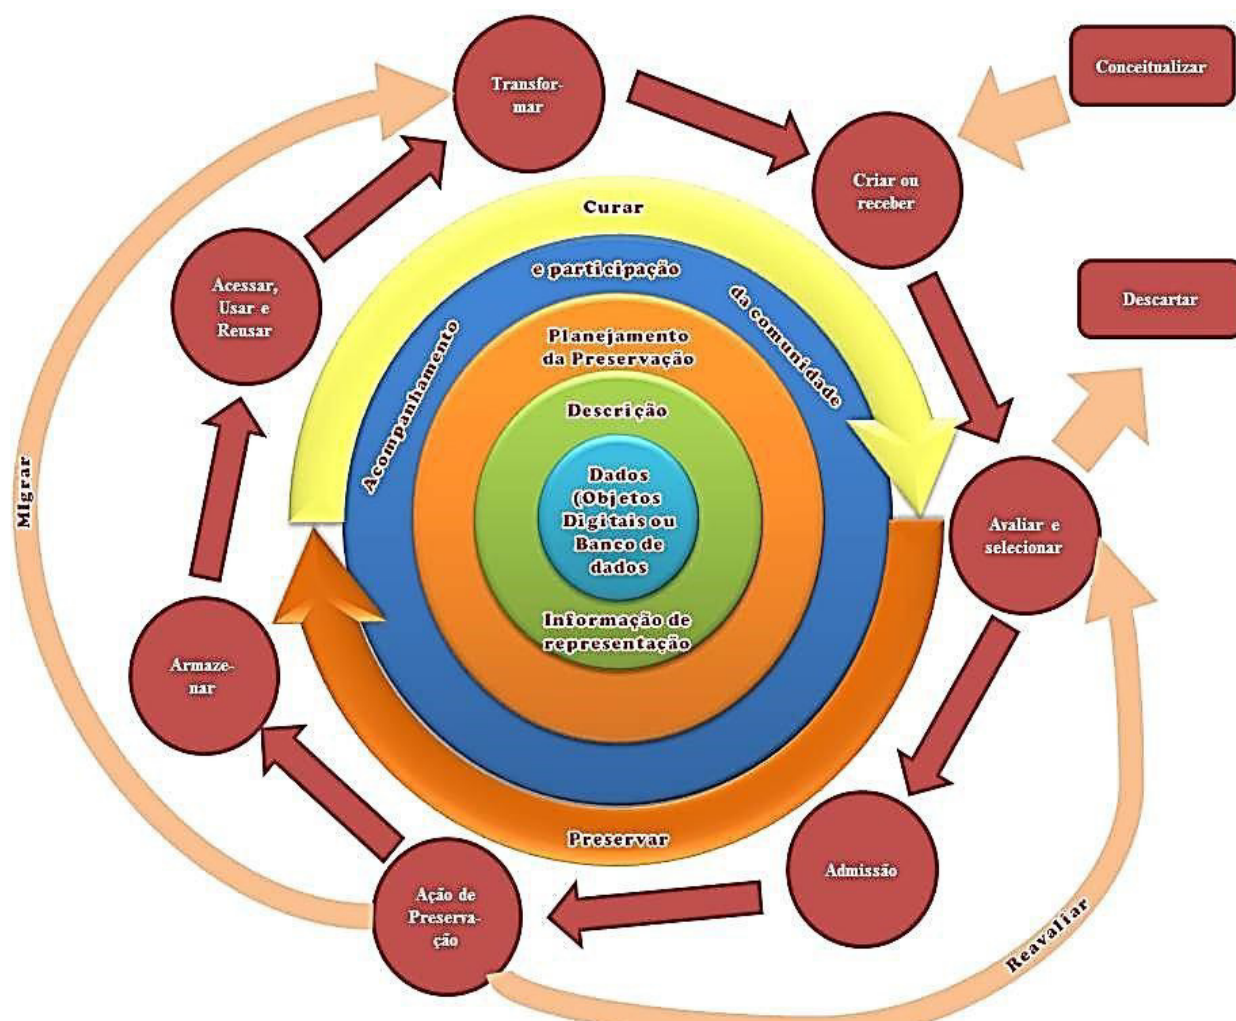 Transfor-
mar
Conceitualizar
Criar ou
receber
Descartar
Acessar,
Usar e
Reusar
Curar
e participação
da comunidade
Acompanhamento
Planejamento
da Preservação
Descrição
Dados
(Objetos
Digitais ou
Banco de
dados
Informação de
representação
Avaliar e
selecionar
MIgrar
Armaze-
nar
Preservar
Admissão
Ação de
Preserva-
ção
Reavaliar